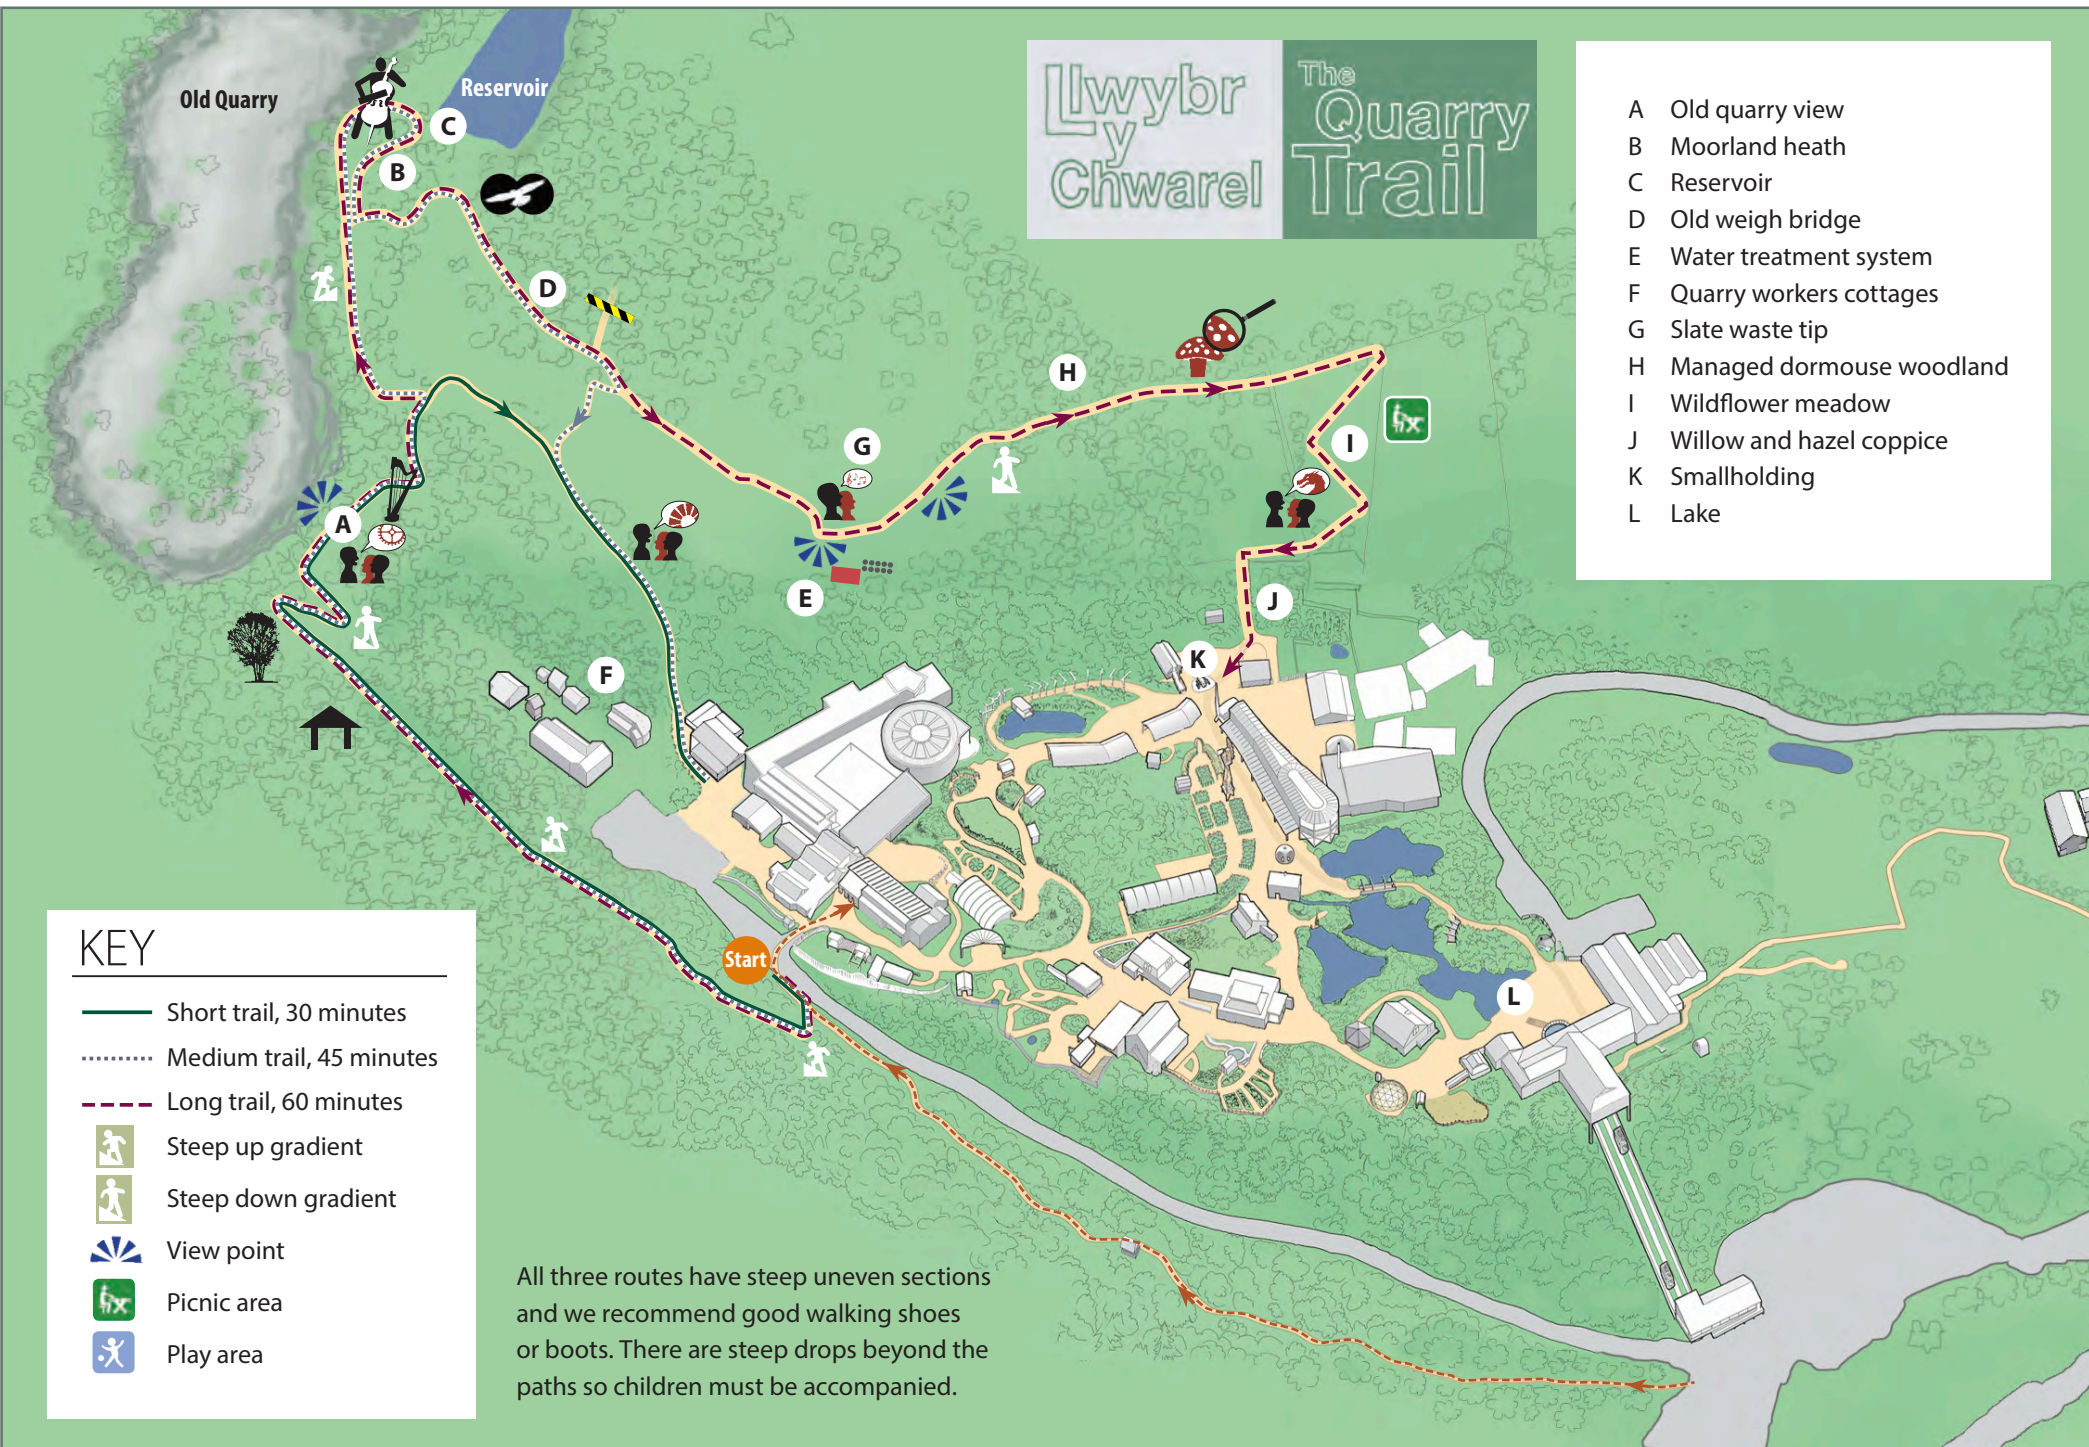 Old Quarry
Reservoir
C
B
D
H
G
I
A
E
J
K
F
Start
L
Llwybr
y
Chwarel
The
Quarry
Trail
A Old quarry view
B Moorland heath
C Reservoir
D Old weigh bridge
E Water treatment system
F Quarry workers cottages
G Slate waste tip
H Managed dormouse woodland
I Wildflower meadow
J Willow and hazel coppice
K Smallholding
L Lake
KEY
Short trail, 30 minutes
Medium trail, 45 minutes
Long trail, 60 minutes
Steep up gradient
Steep down gradient
View point
Picnic area
Play area
All three routes have steep uneven sections
and we recommend good walking shoes
or boots. There are steep drops beyond the
paths so children must be accompanied.